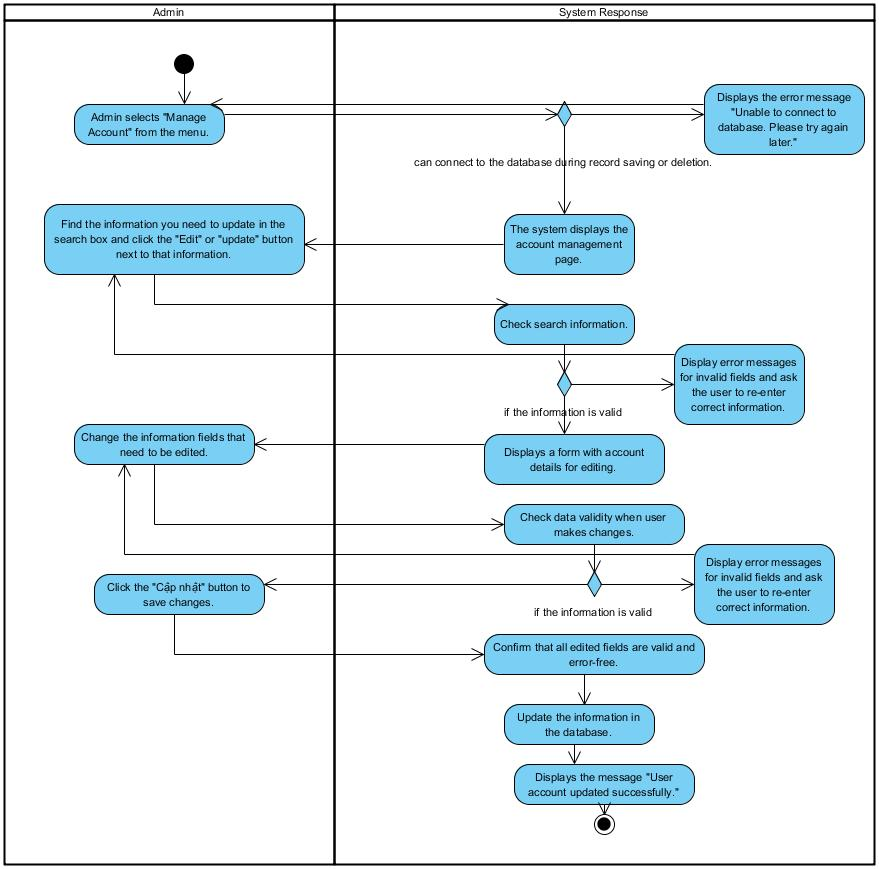 Admin
System Response
Admin selects "Manage
Account" from the menu.
Displays the error message
"Unable to connect to
database. Please try again
later."
can connect to the database during record saving or deletion.
Find the information you need to update in the
search box and click the "Edit" or "update" button
next to that information.
The system displays the
account management
page.
Check search information.
Display error messages
for invalid fields and ask
the user to re-enter
correct information.
if the information is valid
Change the information fields that
need to be edited.
Displays a form with account
details for editing.
Check data validity when user
makes changes.
Display error messages
for invalid fields and ask
the user to re-enter
correct information.
Click the "Cập nhật" button to
save changes.
if the information is valid
Confirm that all edited fields are valid and
error-free.
Update the information in
the database.
Displays the message "User
account updated successfully."